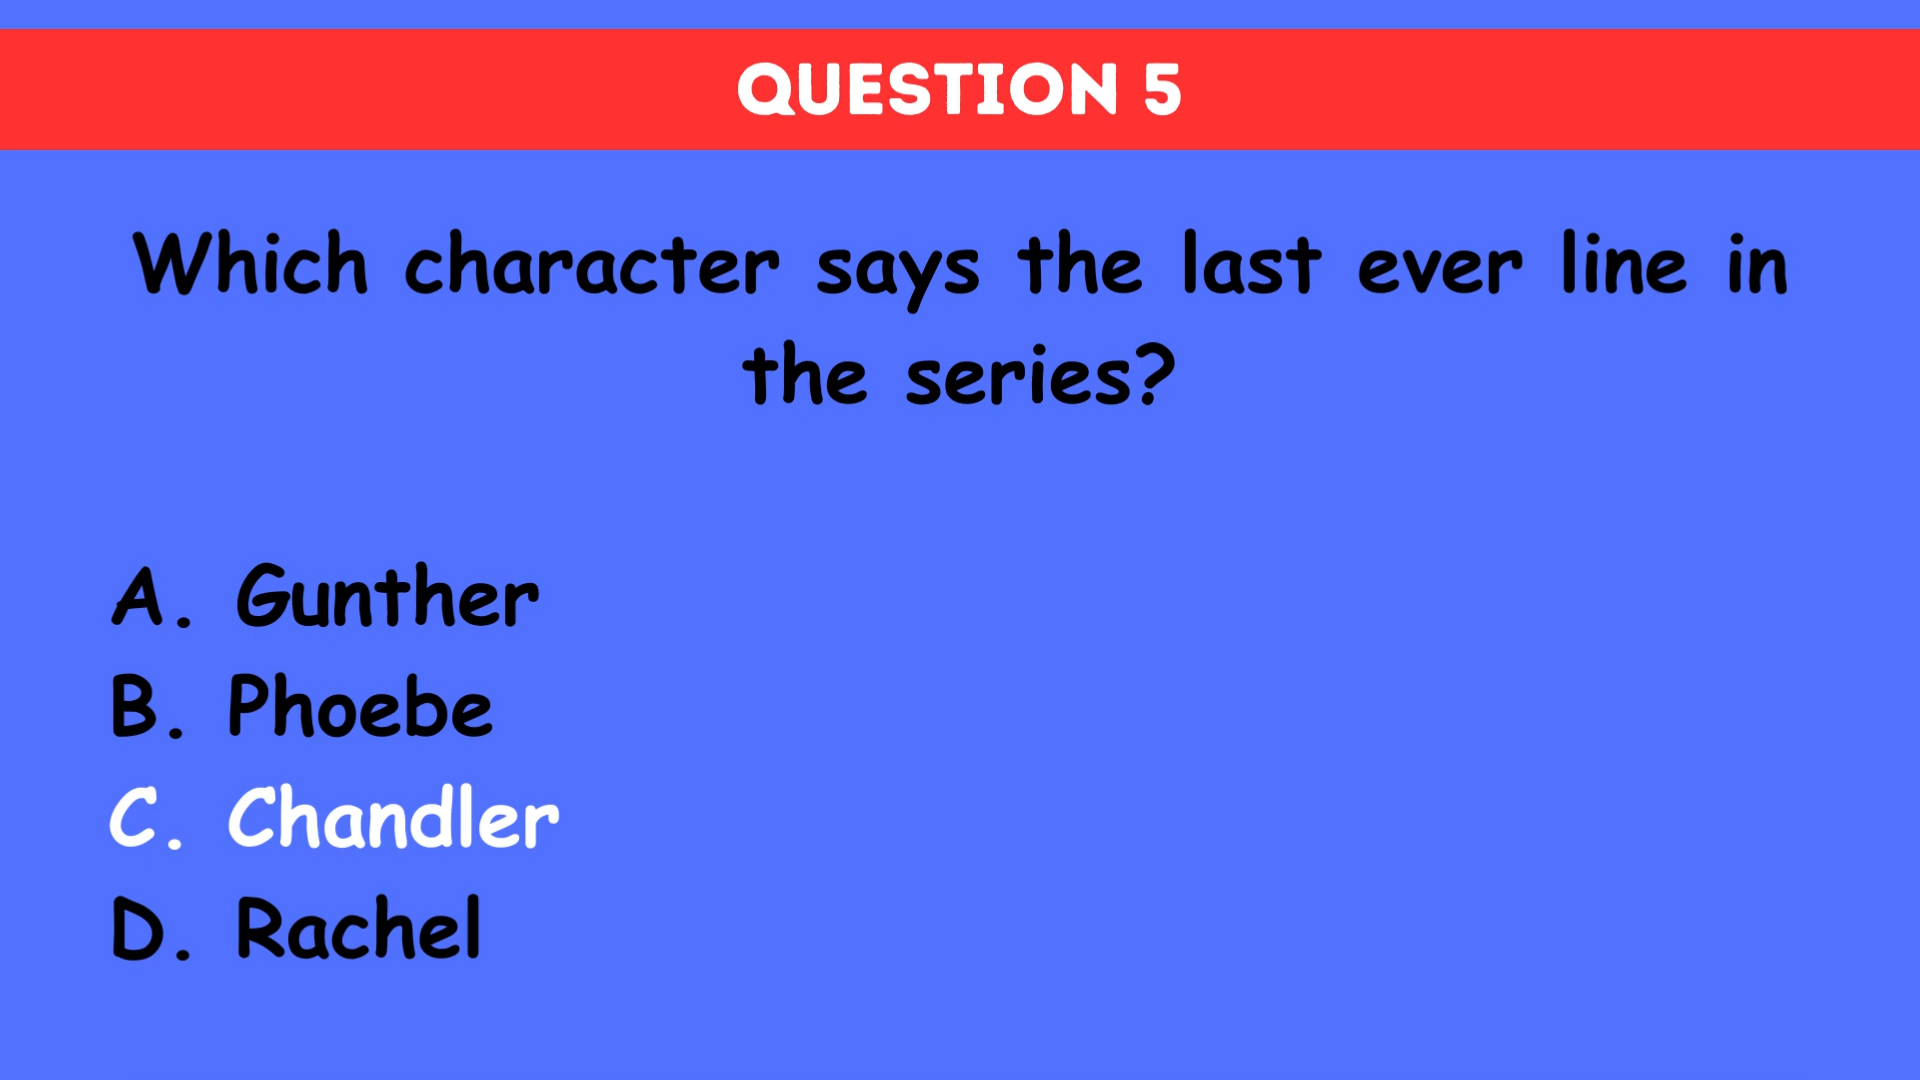 QUESTION 5
Which character says the last ever line in
the series?
A. Gunther
B. Phoebe
C. Chandler
D. Rachel